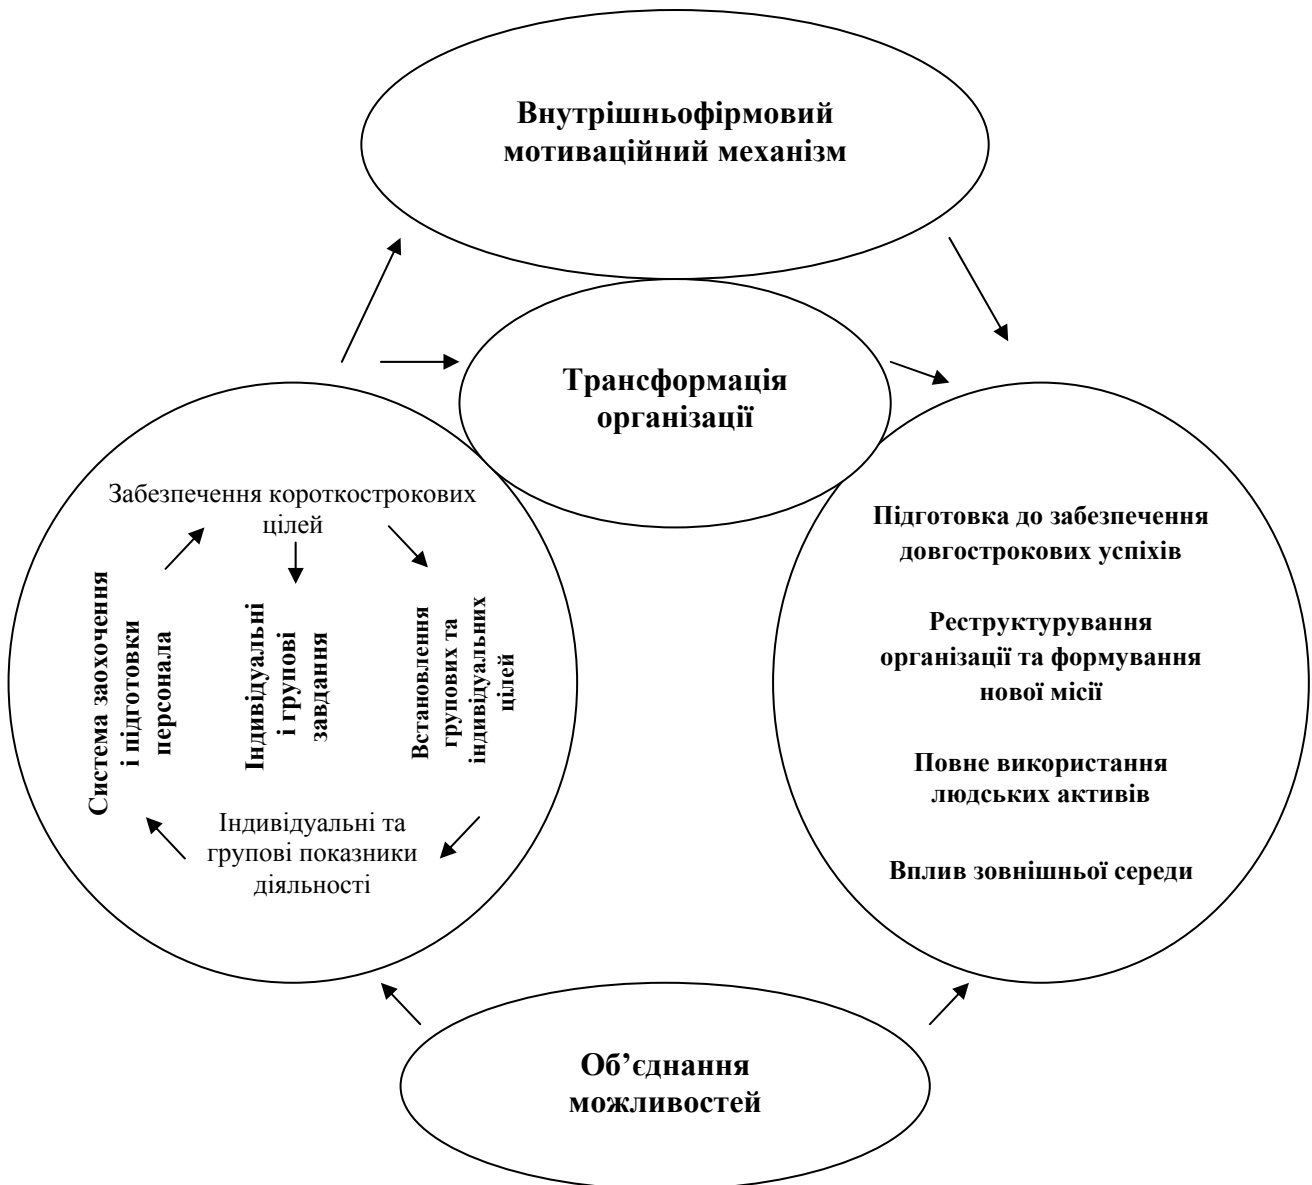 Внутрішньофірмовий
мотиваційний механізм
Трансформація
організації
Забезпечення короткострокових
цілей
Система заохочення
і підготовки
персонала
Індивідуальні
і групові
завдання
Встановлення
групових та
індивідуальних
цілей
Індивідуальні та
групові показники
діяльності
Підготовка до забезпечення
довгострокових успіхів
Реструктурування
організації та формування
нової місії
Повне використання
людських активів
Вплив зовнішньої середи
Об’єднання
можливостей